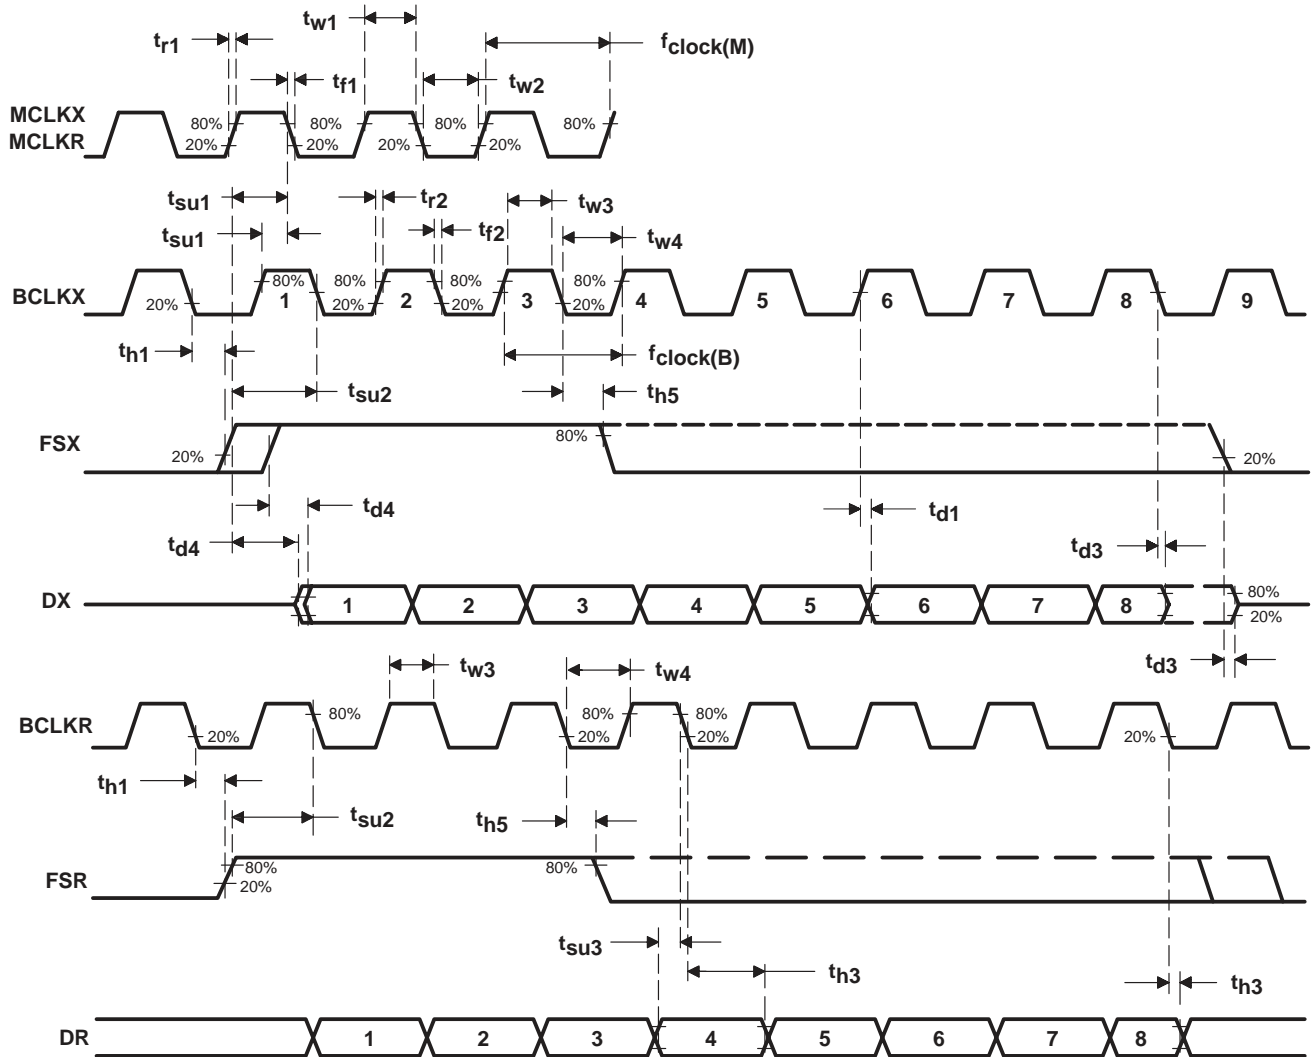 tw1
tr1
fclock(M)
tf1
tw2
MCLKX
MCLKR
80%
80%
80%
80%
20%
20%
20%
20%
tsu1
tr2
tw3
tsu1
tf2
tw4
BCLKX
20%
80%
80%
80%
80%
20%
20%
20%
1
2
3
4
5
6
7
8
9
th1
fclock(B)
tsu2
th5
FSX
20%
80%
20%
td4
td1
td4
td3
DX
1
2
3
4
5
6
7
8
80%
20%
tw3
tw4
td3
BCLKR
20%
80%
80%
20%
80%
20%
20%
th1
tsu2
th5
FSR
80%
20%
80%
tsu3
th3
th3
DR
1
2
3
4
5
6
7
8